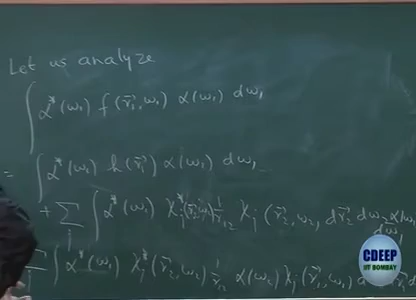 Let us analyze
∫ α*(ω₁) f(r⃗₁, ω₁) α(ω₁) dω₁
= ∫ α*(ω₁) h(r⃗₁) α(ω₁) dω₁
+ Σⱼ ∫ α*(ω₁) χⱼ*(r⃗₂, ω₂) 1/r₁₂ χⱼ(r⃗₂, ω₂) dr⃗₂ dω₂ α(ω₁)
dω₁
Σⱼ ∫ α*(ω₁) χⱼ*(r⃗₂, ω₂) 1/r₁₂ α(ω₂) χⱼ(r⃗₁, ω₁)
CDEEP
IIT BOMBAY